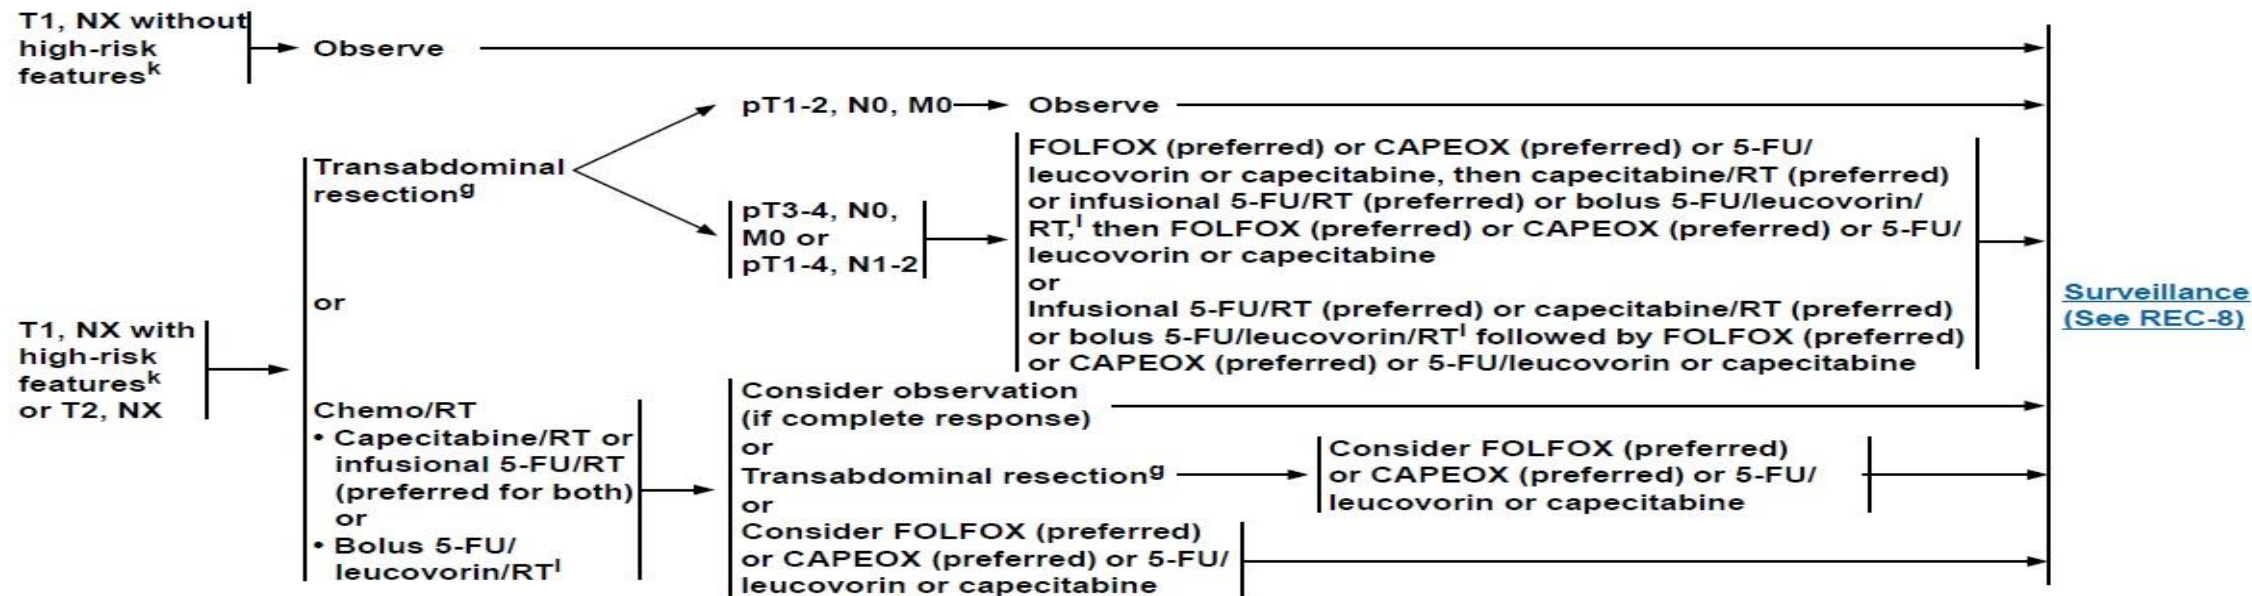 T1, NX without
high-risk
featuresᵏ
Observe
pT1-2, N0, M0
Observe
Transabdominal
resectionᵍ
pT3-4, N0,
M0 or
pT1-4, N1-2
FOLFOX (preferred) or CAPEOX (preferred) or 5-FU/
leucovorin or capecitabine, then capecitabine/RT (preferred)
or infusional 5-FU/RT (preferred) or bolus 5-FU/leucovorin/
RT,ˡ then FOLFOX (preferred) or CAPEOX (preferred) or 5-FU/
leucovorin or capecitabine
or
Infusional 5-FU/RT (preferred) or capecitabine/RT (preferred)
or bolus 5-FU/leucovorin/RTˡ followed by FOLFOX (preferred)
or CAPEOX (preferred) or 5-FU/leucovorin or capecitabine
or
T1, NX with
high-risk
featuresᵏ
or T2, NX
Chemo/RT
• Capecitabine/RT or
infusional 5-FU/RT
(preferred for both)
or
• Bolus 5-FU/
leucovorin/RTˡ
Consider observation
(if complete response)
or
Transabdominal resectionᵍ
or
Consider FOLFOX (preferred)
or CAPEOX (preferred) or 5-FU/
leucovorin or capecitabine
Consider FOLFOX (preferred)
or CAPEOX (preferred) or 5-FU/
leucovorin or capecitabine
Surveillance
(See REC-8)